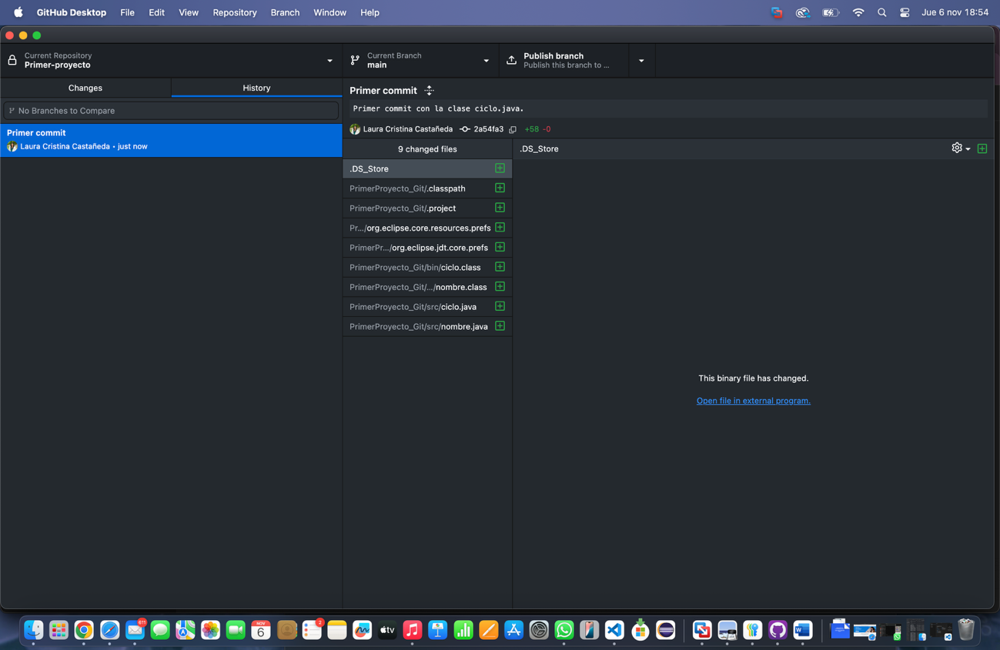 GitHub Desktop File Edit View Repository Branch Window Help Jue 6 nov 18:54
Current Repository
Primer-proyecto
Current Branch
main
Publish branch
Publish this branch to ...
Changes
History
No Branches to Compare
Primer commit
Laura Cristina Castañeda • just now
Primer commit
Primer commit con la clase ciclo.java.
Laura Cristina Castañeda 2a54fa3 +58 -0
9 changed files
.DS_Store
PrimerProyecto_Git/.classpath
PrimerProyecto_Git/.project
Pr.../org.eclipse.core.resources.prefs
PrimerPr.../org.eclipse.jdt.core.prefs
PrimerProyecto_Git/bin/ciclo.class
PrimerProyecto_Git/.../nombre.class
PrimerProyecto_Git/src/ciclo.java
PrimerProyecto_Git/src/nombre.java
.DS_Store
This binary file has changed.
Open file in external program.
611
NOV
6
2
tv